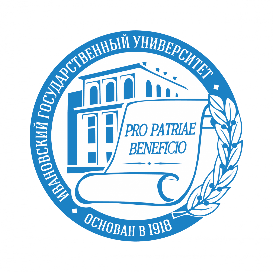 ИВАНОВСКИЙ ГОСУДАРСТВЕННЫЙ УНИВЕРСИТЕТ
PRO PATRIAE
BENEFICIO
ОСНОВАН В 1918